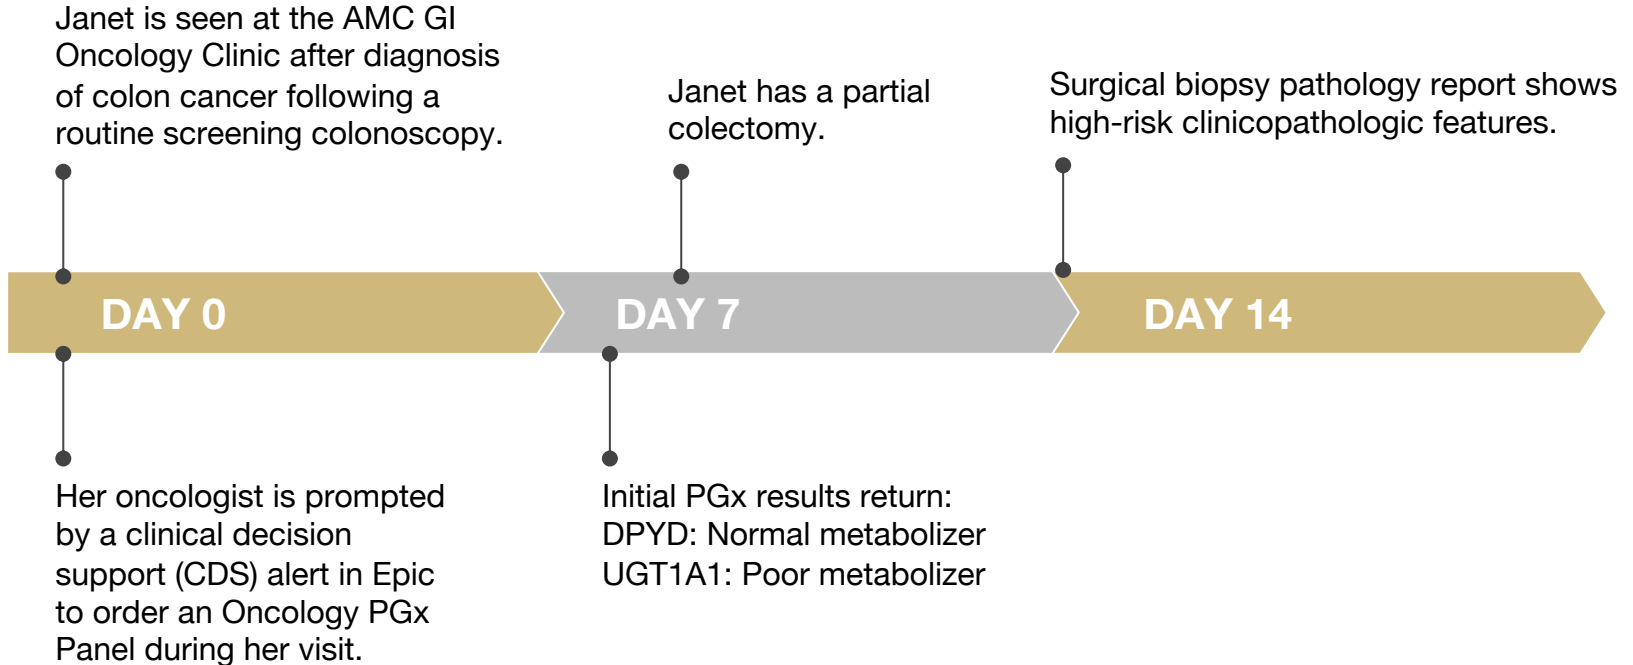 Janet is seen at the AMC GI
Oncology Clinic after diagnosis
of colon cancer following a
routine screening colonoscopy.
Janet has a partial
colectomy.
Surgical biopsy pathology report shows
high-risk clinicopathologic features.
DAY 0
DAY 7
DAY 14
Her oncologist is prompted
by a clinical decision
support (CDS) alert in Epic
to order an Oncology PGx
Panel during her visit.
Initial PGx results return:
DPYD: Normal metabolizer
UGT1A1: Poor metabolizer